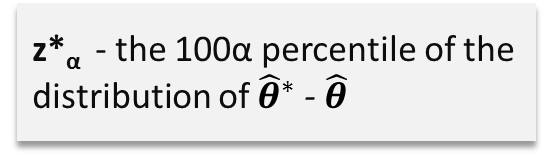 z*α - the 100α percentile of the
distribution of θ̂* - θ̂